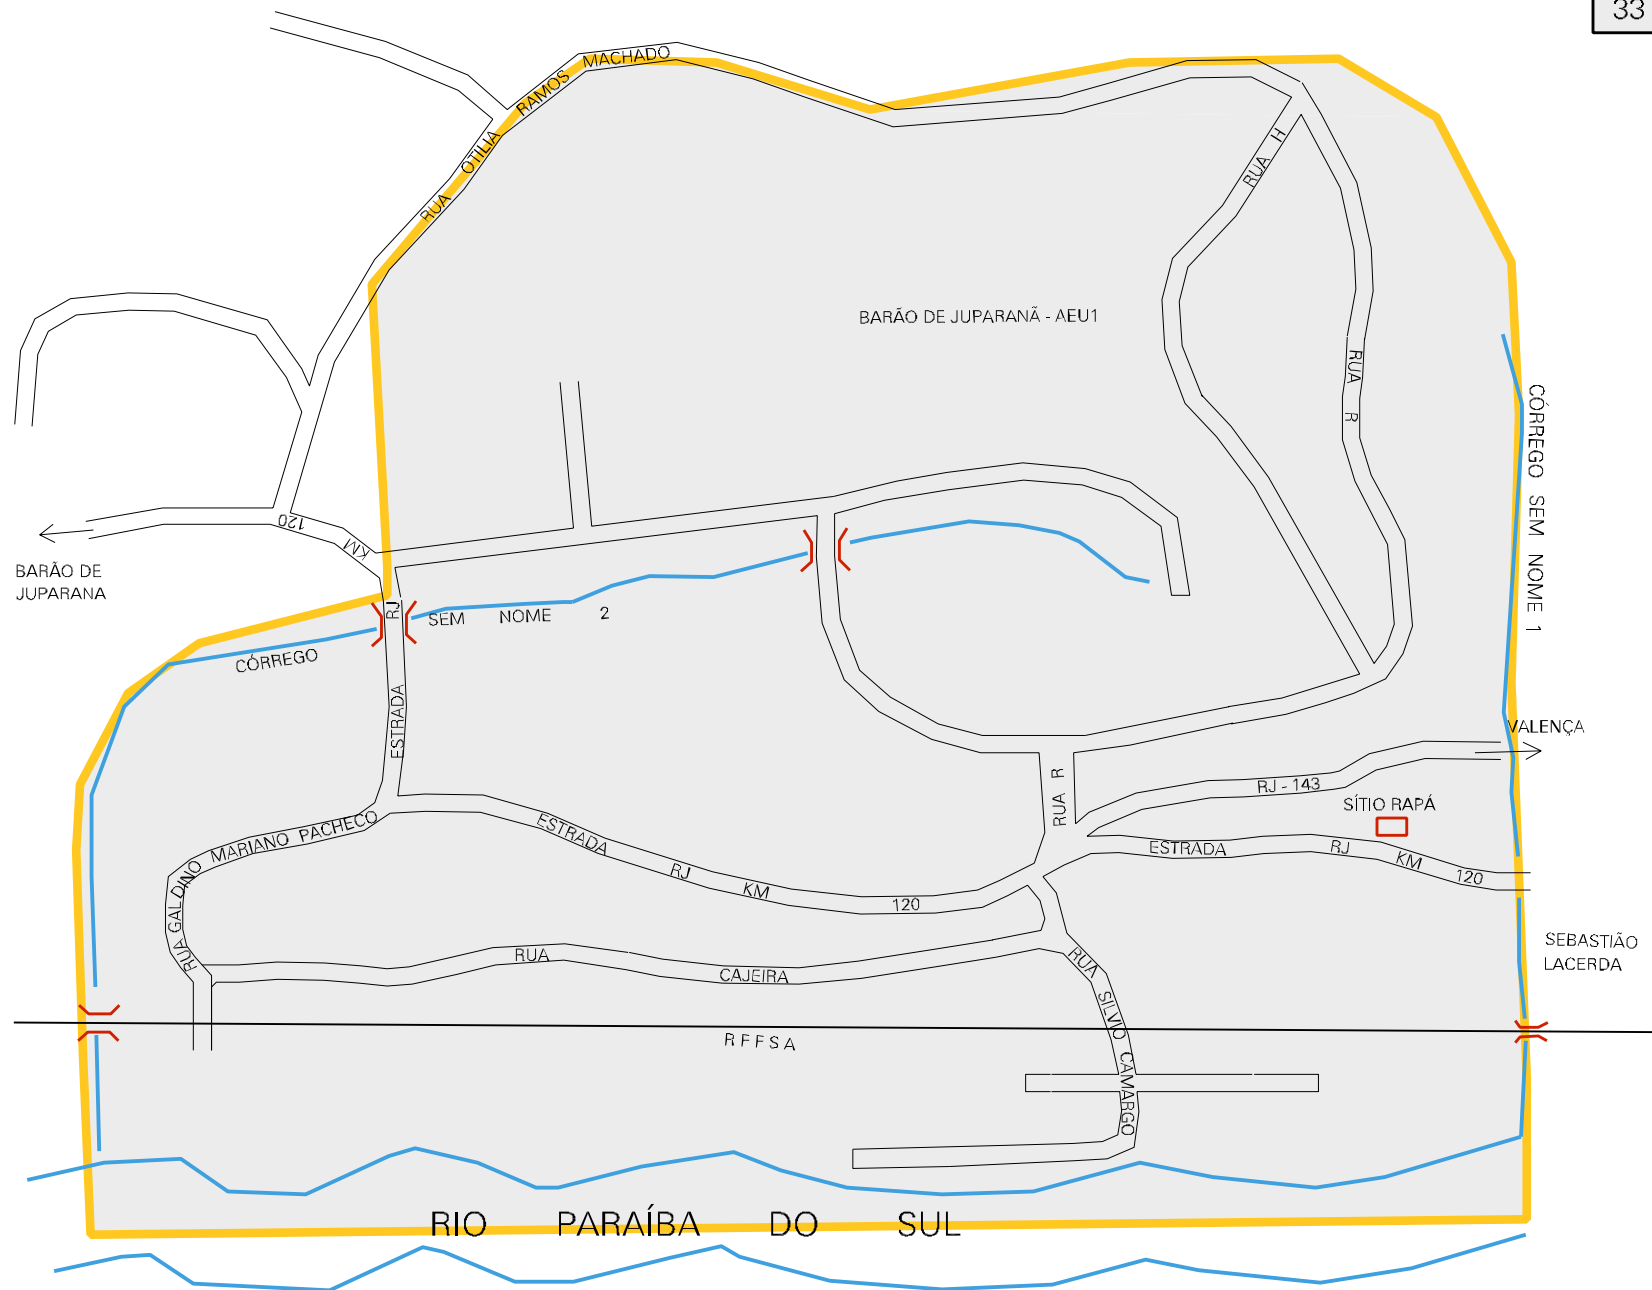 33
RUA OTILIA RAMOS MACHADO
RUA H
BARÃO DE JUPARANÃ - AEU1
RUA R
CÓRREGO SEM NOME 1
120
KM
BARÃO DE
JUPARANA
RJ
ESTRADA
CÓRREGO
SEM NOME 2
VALENÇA
RUA R
RJ - 143
SÍTIO RAPÁ
RUA GALDINO MARIANO PACHECO
ESTRADA RJ KM 120
ESTRADA RJ KM 120
SEBASTIÃO
LACERDA
RUA CAJEIRA
RUA SILVIO CAMARGO
RFFSA
RIO PARAÍBA DO SUL